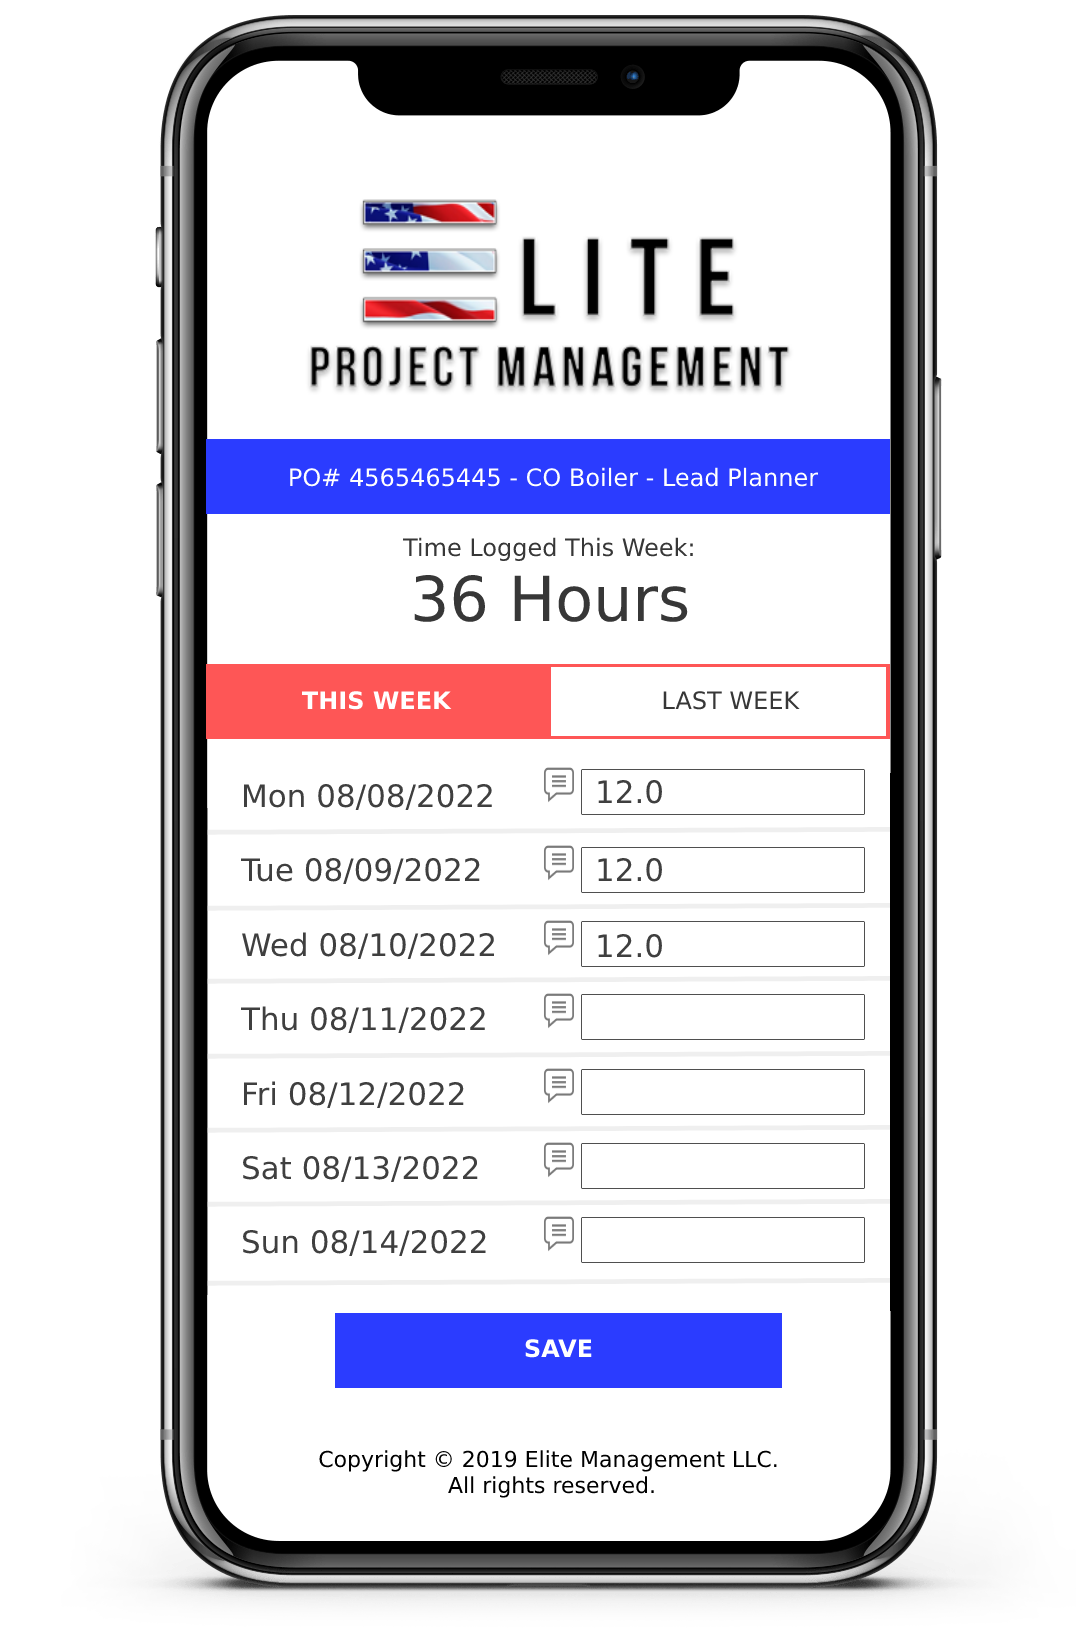 ELITE
PROJECT MANAGEMENT
PO# 4565465445 - CO Boiler - Lead Planner
Time Logged This Week:
36 Hours
THIS WEEK
LAST WEEK
Mon 08/08/2022 12.0
Tue 08/09/2022 12.0
Wed 08/10/2022 12.0
Thu 08/11/2022
Fri 08/12/2022
Sat 08/13/2022
Sun 08/14/2022
SAVE
Copyright © 2019 Elite Management LLC.
All rights reserved.